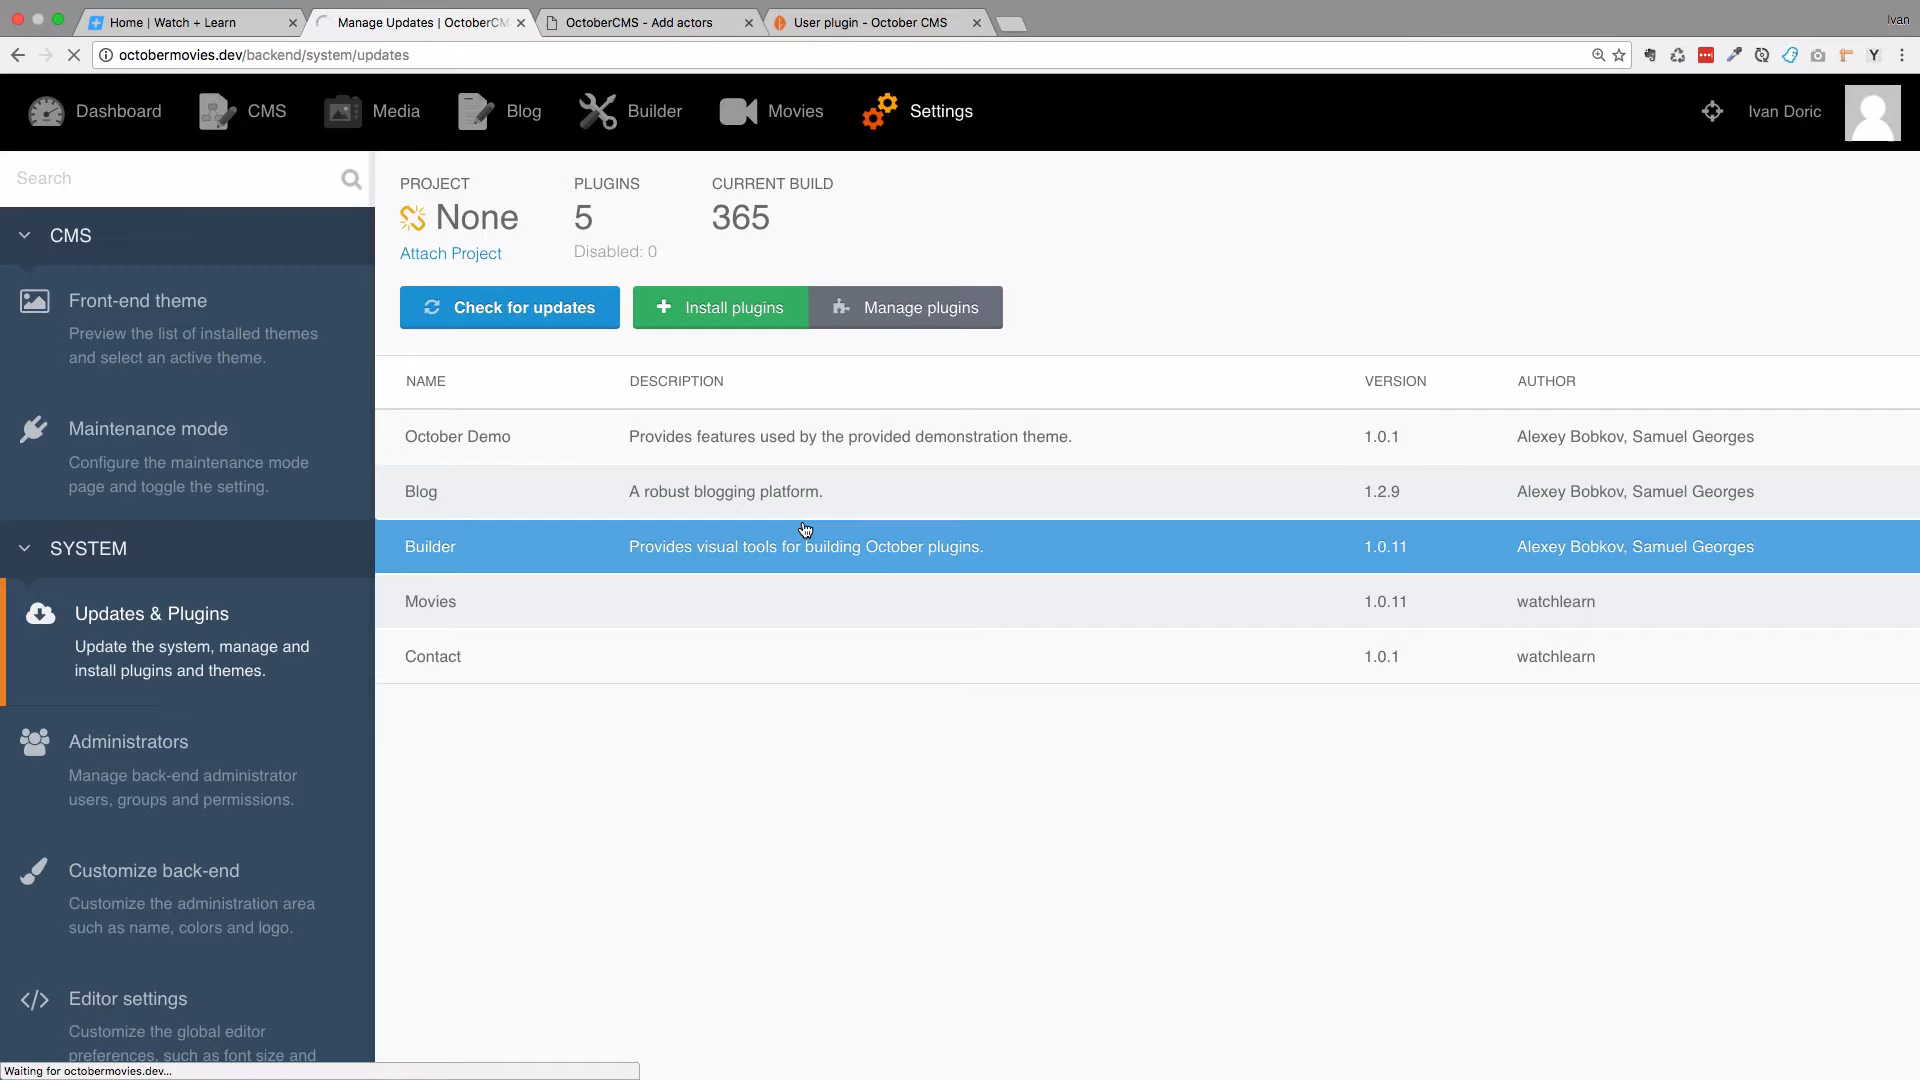 Home | Watch + Learn
Manage Updates | OctoberCM
OctoberCMS - Add actors
User plugin - October CMS
Ivan
octobermovies.dev/backend/system/updates
Y
Dashboard
CMS
Media
Blog
Builder
Movies
Settings
Ivan Doric
Search
PROJECT
PLUGINS
CURRENT BUILD
None
5
365
Attach Project
Disabled: 0
Check for updates
Install plugins
Manage plugins
CMS
Front-end theme
Preview the list of installed themes
and select an active theme.
Maintenance mode
Configure the maintenance mode
page and toggle the setting.
SYSTEM
Updates & Plugins
Update the system, manage and
install plugins and themes.
Administrators
Manage back-end administrator
users, groups and permissions.
Customize back-end
Customize the administration area
such as name, colors and logo.
Editor settings
Customize the global editor
preferences, such as font size and
NAME DESCRIPTION VERSION AUTHOR
October Demo Provides features used by the provided demonstration theme. 1.0.1 Alexey Bobkov, Samuel Georges
Blog A robust blogging platform. 1.2.9 Alexey Bobkov, Samuel Georges
Builder Provides visual tools for building October plugins. 1.0.11 Alexey Bobkov, Samuel Georges
Movies 1.0.11 watchlearn
Contact 1.0.1 watchlearn
Waiting for octobermovies.dev...